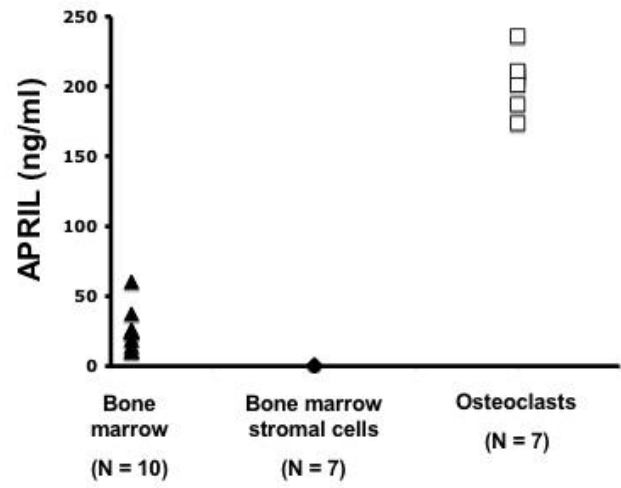 APRIL (ng/ml)
250
200
150
100
50
0
Bone
marrow
(N = 10)
Bone marrow
stromal cells
(N = 7)
Osteoclasts
(N = 7)